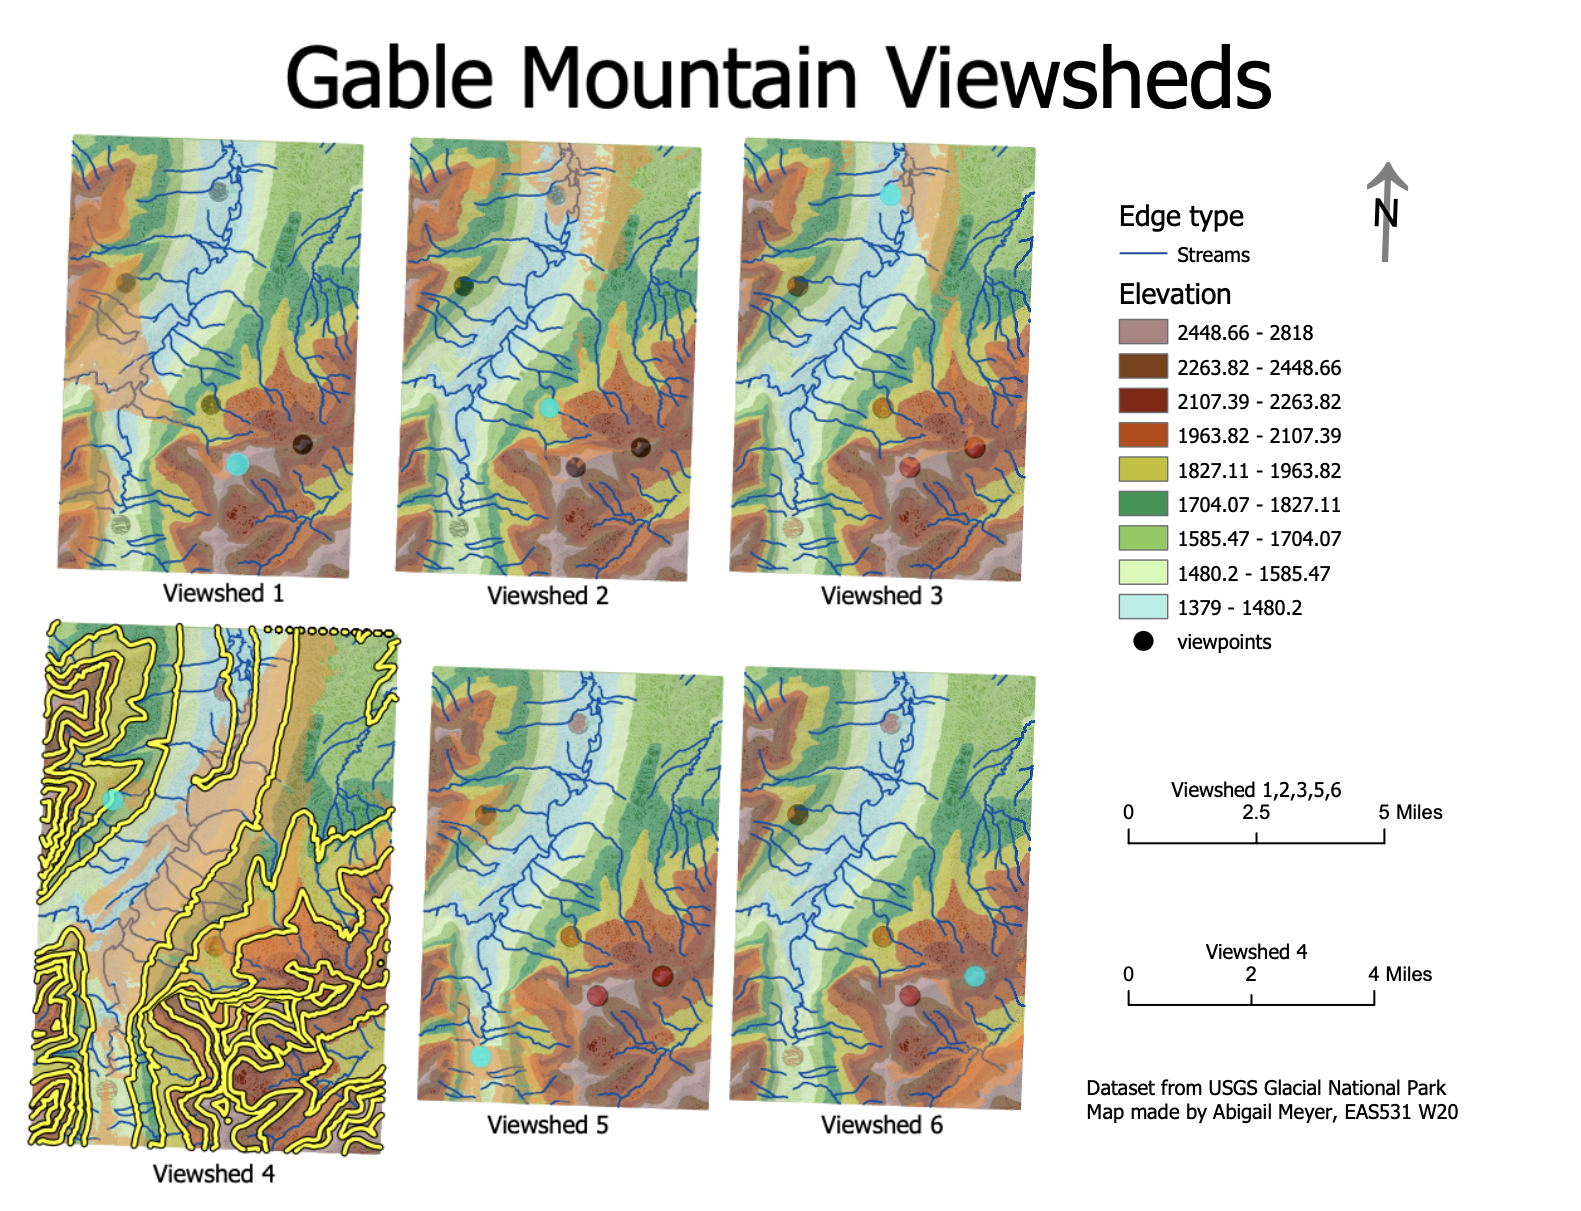 Gable Mountain Viewsheds
Viewshed 1
Viewshed 2
Viewshed 3
Viewshed 4
Viewshed 5
Viewshed 6
N
Edge type
Streams
Elevation
2448.66 - 2818
2263.82 - 2448.66
2107.39 - 2263.82
1963.82 - 2107.39
1827.11 - 1963.82
1704.07 - 1827.11
1585.47 - 1704.07
1480.2 - 1585.47
1379 - 1480.2
viewpoints
Viewshed 1,2,3,5,6
0 2.5 5 Miles
Viewshed 4
0 2 4 Miles
Dataset from USGS Glacial National Park
Map made by Abigail Meyer, EAS531 W20